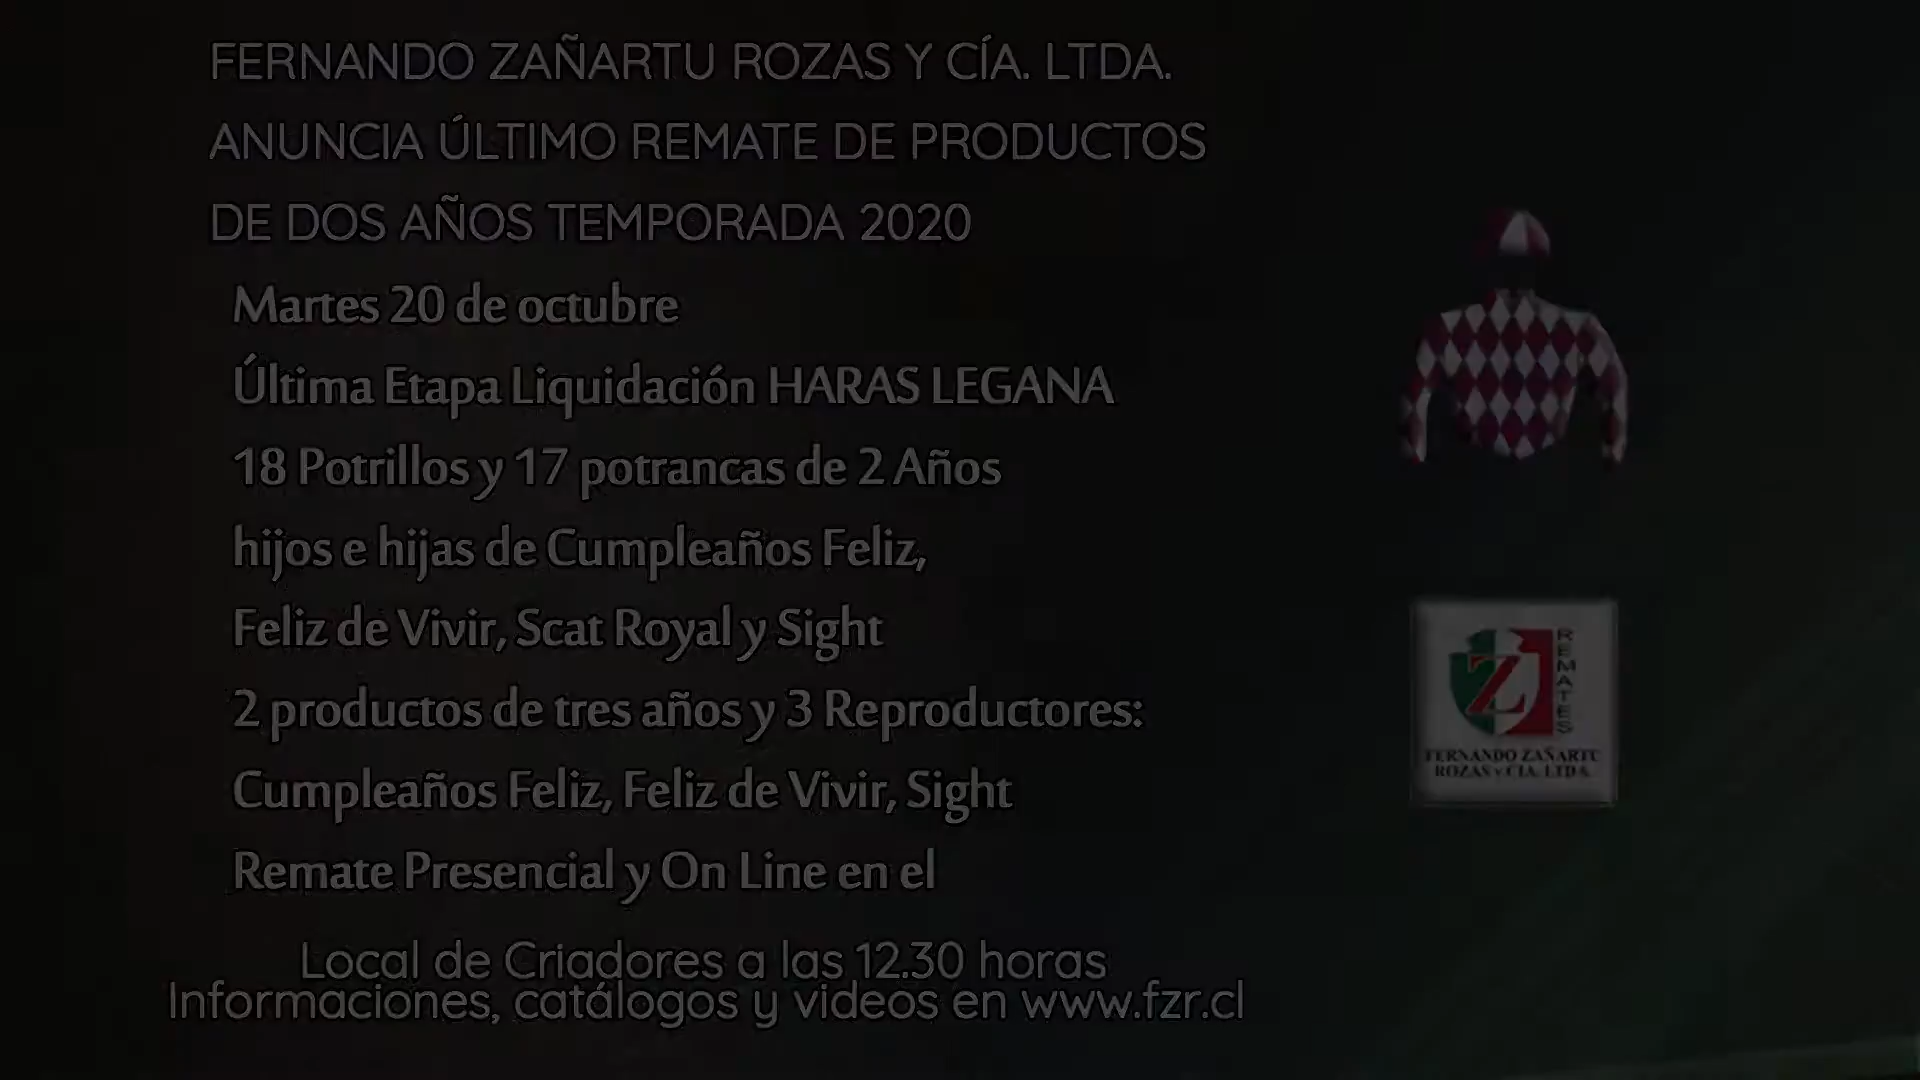 FERNANDO ZAÑARTU ROZAS Y CÍA. LTDA.
ANUNCIA ÚLTIMO REMATE DE PRODUCTOS
DE DOS AÑOS TEMPORADA 2020
Martes 20 de octubre
Última Etapa Liquidación HARAS LEGANA
18 Potrillos y 17 potrancas de 2 Años
hijos e hijas de Cumpleaños Feliz,
Feliz de Vivir, Scat Royal y Sight
2 productos de tres años y 3 Reproductores:
Cumpleaños Feliz, Feliz de Vivir, Sight
Remate Presencial y On Line en el
Local de Criadores a las 12.30 horas
Informaciones, catálogos y videos en www.fzr.cl
Z
REMATES
FERNANDO ZAÑARTU
ROZAS y CIA. LTDA.